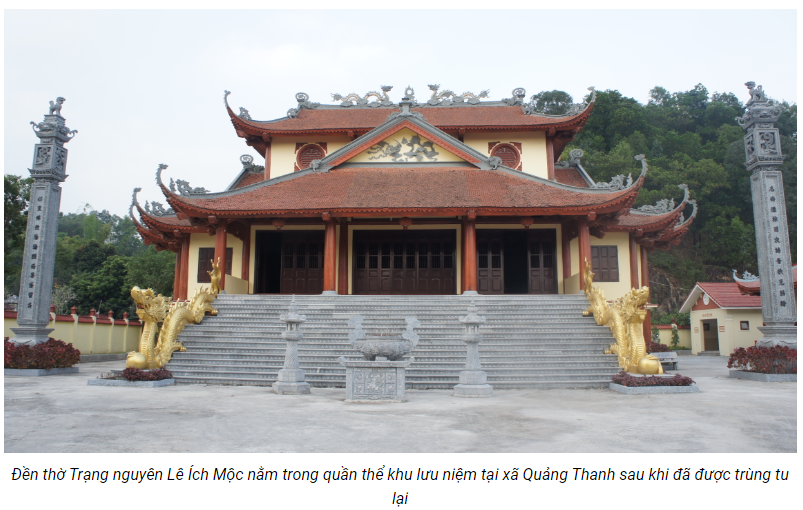 Đền thờ Trạng nguyên Lê Ích Mộc nằm trong quần thể khu lưu niệm tại xã Quảng Thanh sau khi đã được trùng tu
lại